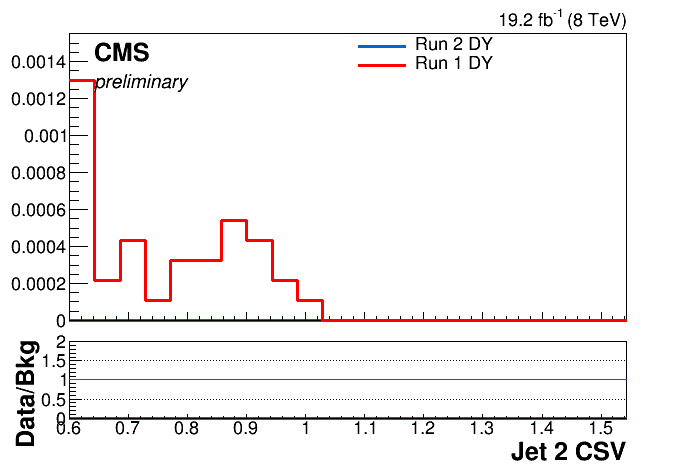 19.2 fb-1 (8 TeV)
CMS
preliminary
Run 2 DY
Run 1 DY
0.0014
0.0012
0.001
0.0008
0.0006
0.0004
0.0002
0
Data/Bkg
2
1.5
1
0.5
0
0.6 0.7 0.8 0.9 1 1.1 1.2 1.3 1.4 1.5
Jet 2 CSV